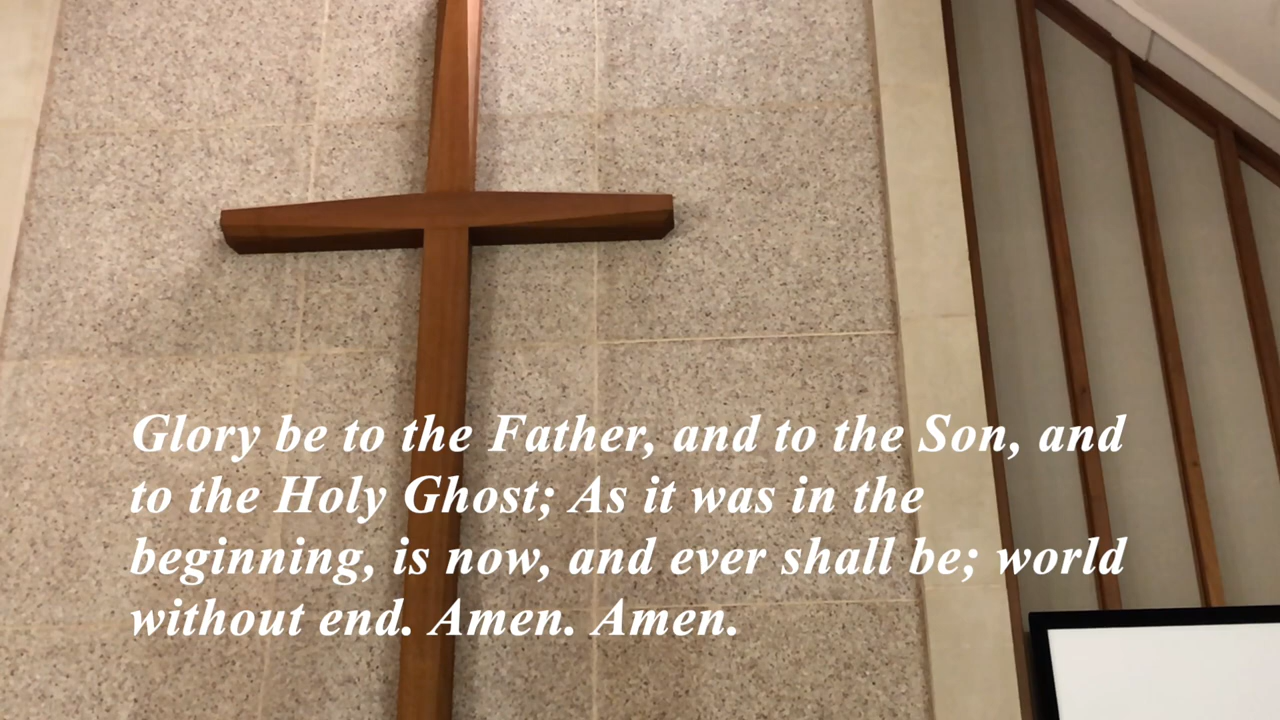 Glory be to the Father, and to the Son, and
to the Holy Ghost; As it was in the
beginning, is now, and ever shall be; world
without end. Amen. Amen.